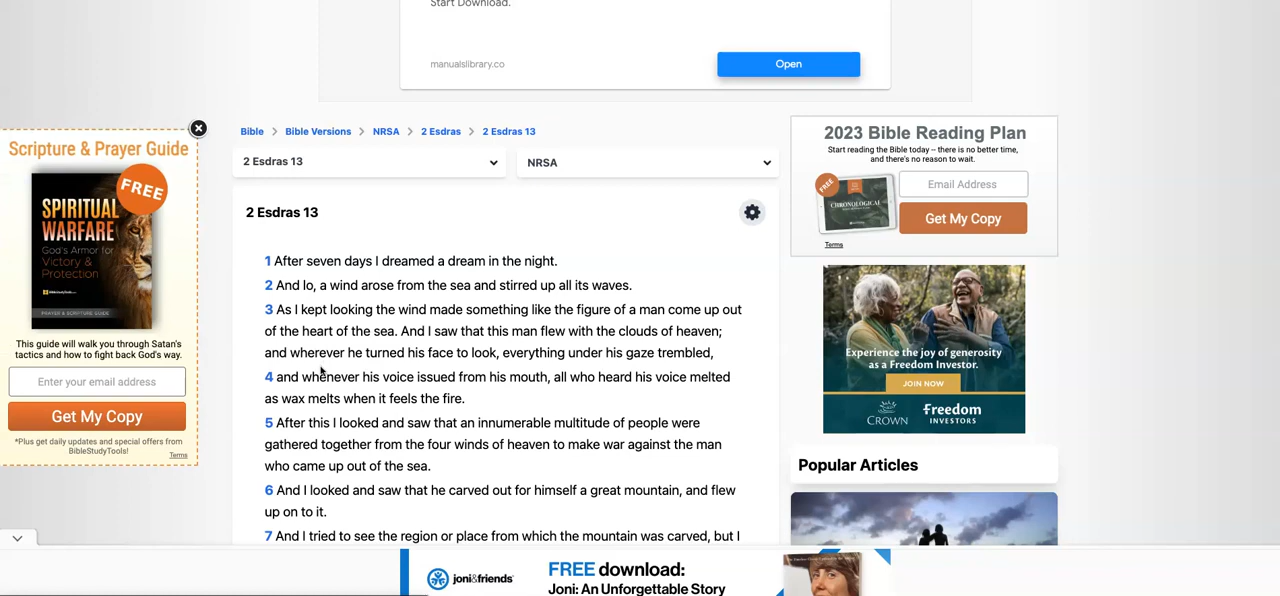 Start Download.
manualslibrary.co
Open
Bible > Bible Versions > NRSA > 2 Esdras > 2 Esdras 13
2 Esdras 13
NRSA
2 Esdras 13
1 After seven days I dreamed a dream in the night.
2 And lo, a wind arose from the sea and stirred up all its waves.
3 As I kept looking the wind made something like the figure of a man come up out
of the heart of the sea. And I saw that this man flew with the clouds of heaven;
and wherever he turned his face to look, everything under his gaze trembled,
4 and whenever his voice issued from his mouth, all who heard his voice melted
as wax melts when it feels the fire.
5 After this I looked and saw that an innumerable multitude of people were
gathered together from the four winds of heaven to make war against the man
who came up out of the sea.
6 And I looked and saw that he carved out for himself a great mountain, and flew
up on to it.
7 And I tried to see the region or place from which the mountain was carved, but I
Scripture & Prayer Guide
FREE
SPIRITUAL
WARFARE
God's Armor for
Victory &
Protection
BIBLESTUDYTOOLS
PRAYER & SCRIPTURE GUIDE
This guide will walk you through Satan's
tactics and how to fight back God's way.
Enter your email address
Get My Copy
*Plus get daily updates and special offers from
BibleStudyTools!
Terms
2023 Bible Reading Plan
Start reading the Bible today – there is no better time,
and there's no reason to wait.
FREE
CHRONOLOGICAL
Email Address
Get My Copy
Terms
Experience the joy of generosity
as a Freedom Investor.
JOIN NOW
CROWN
Freedom
INVESTORS
Popular Articles
joni&friends
FREE download:
Joni: An Unforgettable Story